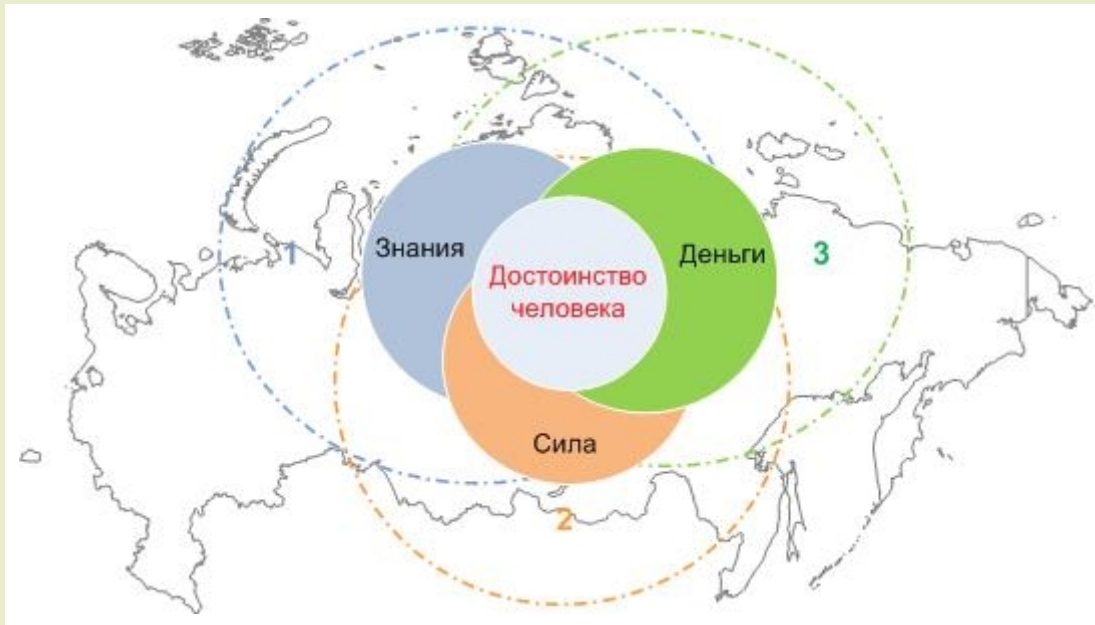 Знания
Деньги
1
3
Достоинство
человека
Сила
2